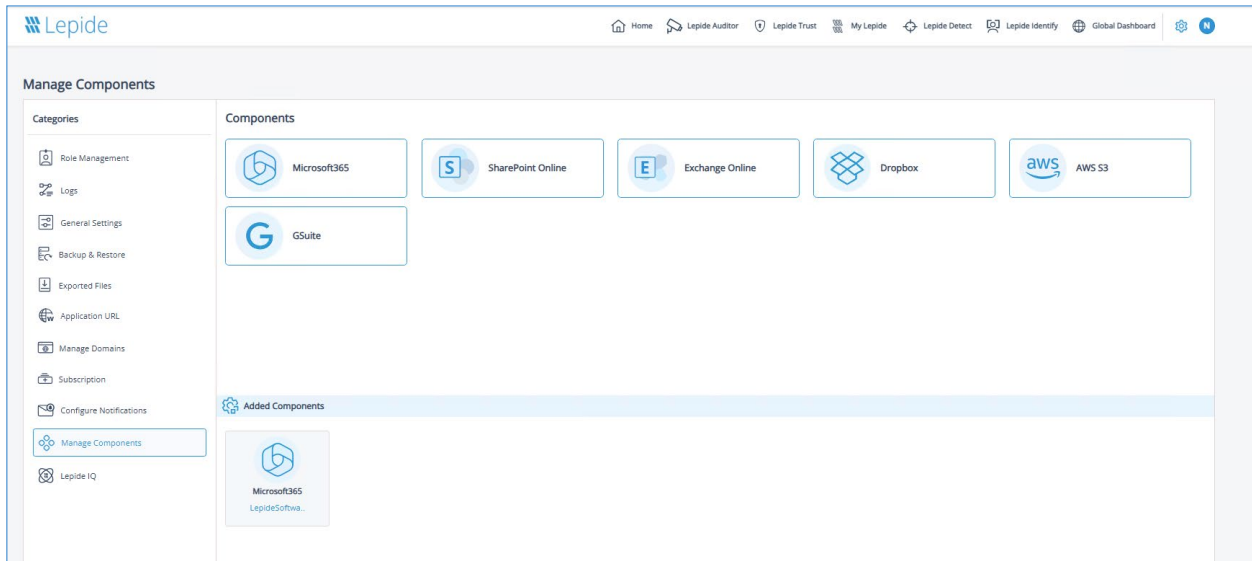 Lepide
Home Lepide Auditor Lepide Trust My Lepide Lepide Detect Lepide Identify Global Dashboard N
Manage Components
Categories
Role Management
Logs
General Settings
Backup & Restore
Exported Files
Application URL
Manage Domains
Subscription
Configure Notifications
Manage Components
Lepide IQ
Components
Microsoft365
S SharePoint Online
E Exchange Online
Dropbox
aws AWS S3
G GSuite
Added Components
Microsoft365
LepideSoftwa..